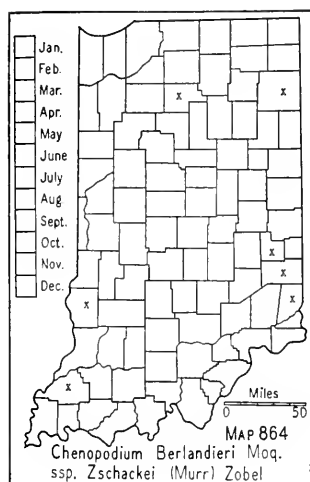 Jan.
Feb.
Mar.
Apr.
May
June
July
Aug
Sept.
Oct.
Nov.
Dec.
x
x
x
x
x
x
x
Miles
0 50
MAP 864
Chenopodium Berlandieri Moq.
ssp. Zschackei (Murr) Zobel